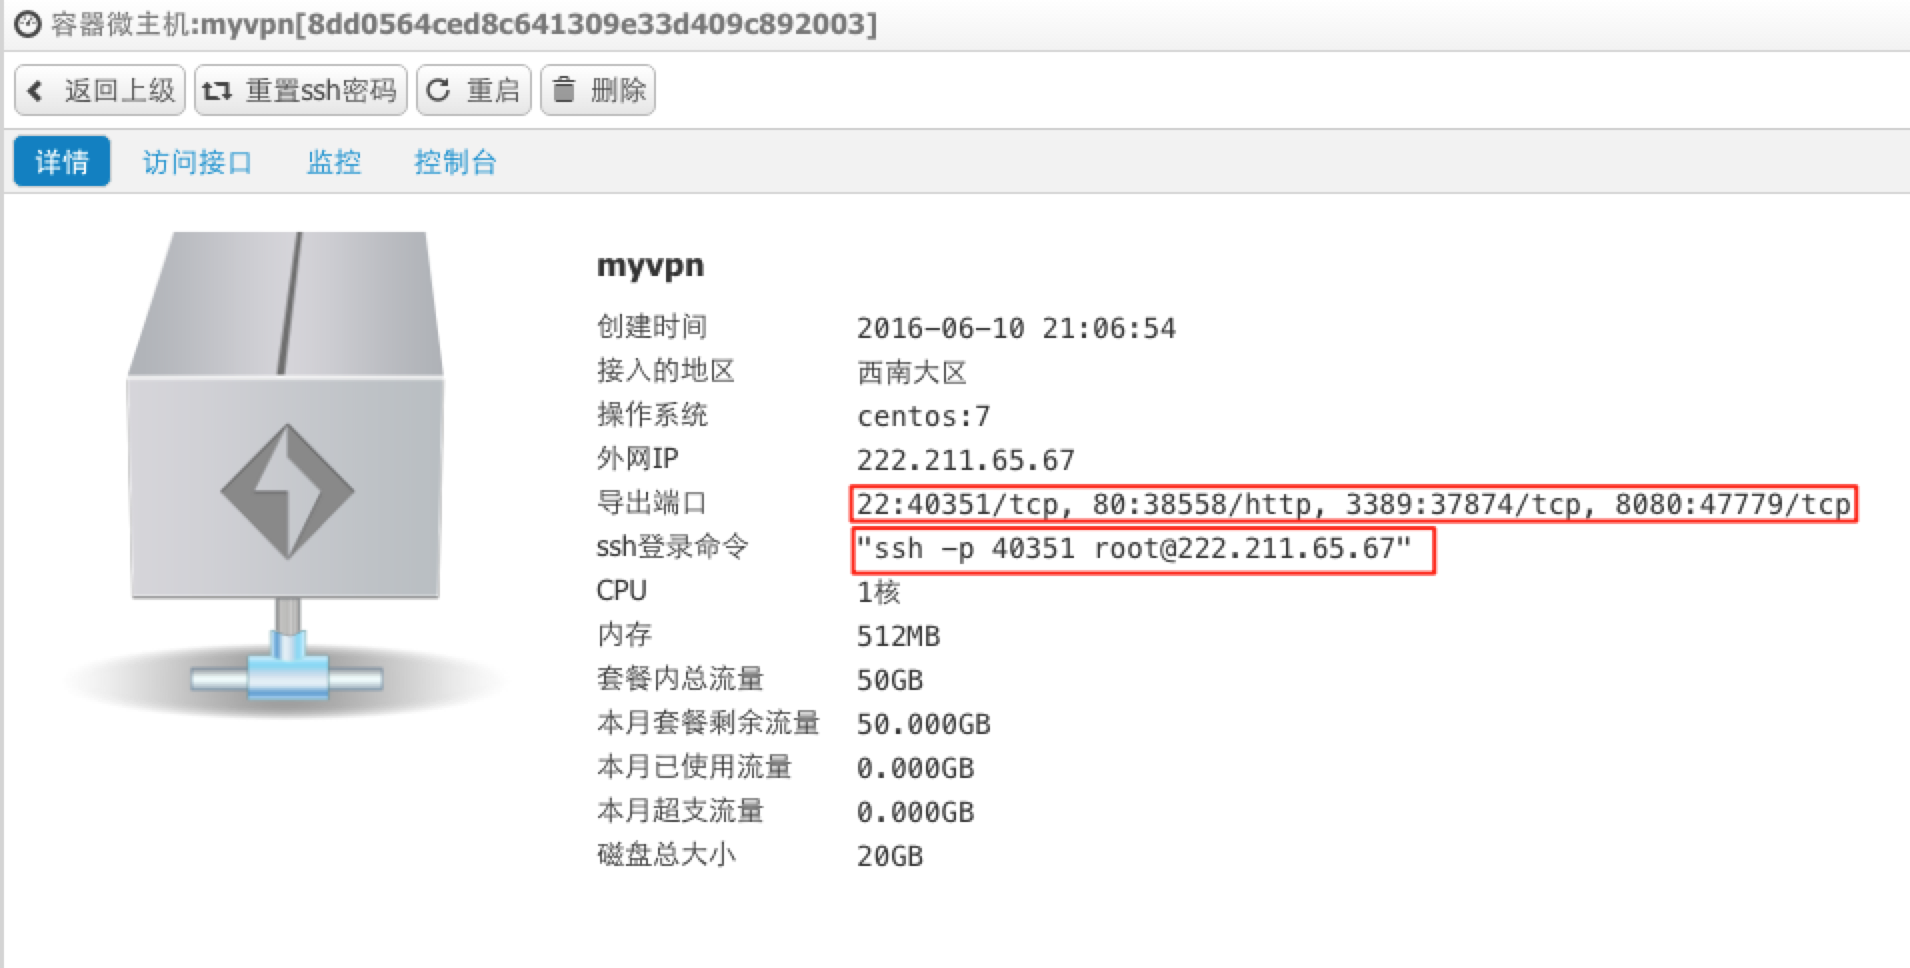 容器微主机:myvpn[8dd0564ced8c641309e33d409c892003]
返回上级 重置ssh密码 重启 删除
详情 访问接口 监控 控制台
myvpn
创建时间 2016-06-10 21:06:54
接入的地区 西南大区
操作系统 centos:7
外网IP 222.211.65.67
导出端口 22:40351/tcp, 80:38558/http, 3389:37874/tcp, 8080:47779/tcp
ssh登录命令 "ssh -p 40351 root@222.211.65.67"
CPU 1核
内存 512MB
套餐内总流量 50GB
本月套餐剩余流量 50.000GB
本月已使用流量 0.000GB
本月超支流量 0.000GB
磁盘总大小 20GB